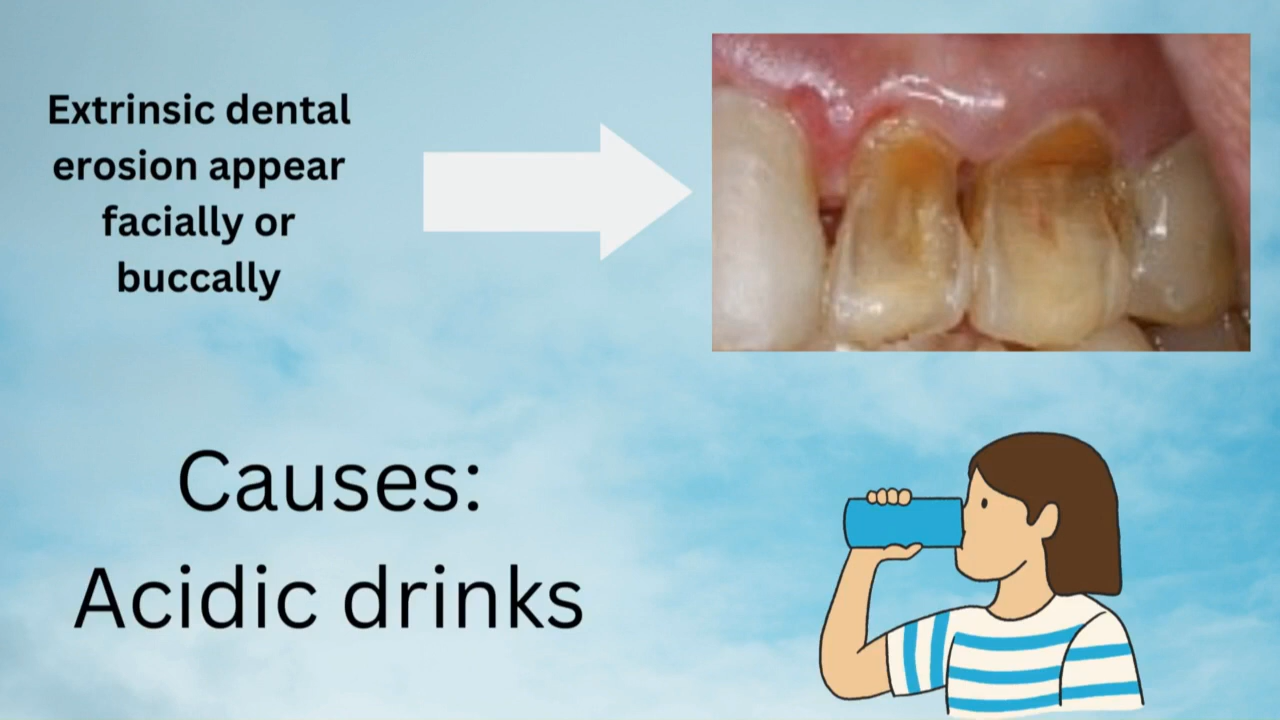 Extrinsic dental
erosion appear
facially or
buccally
Causes:
Acidic drinks